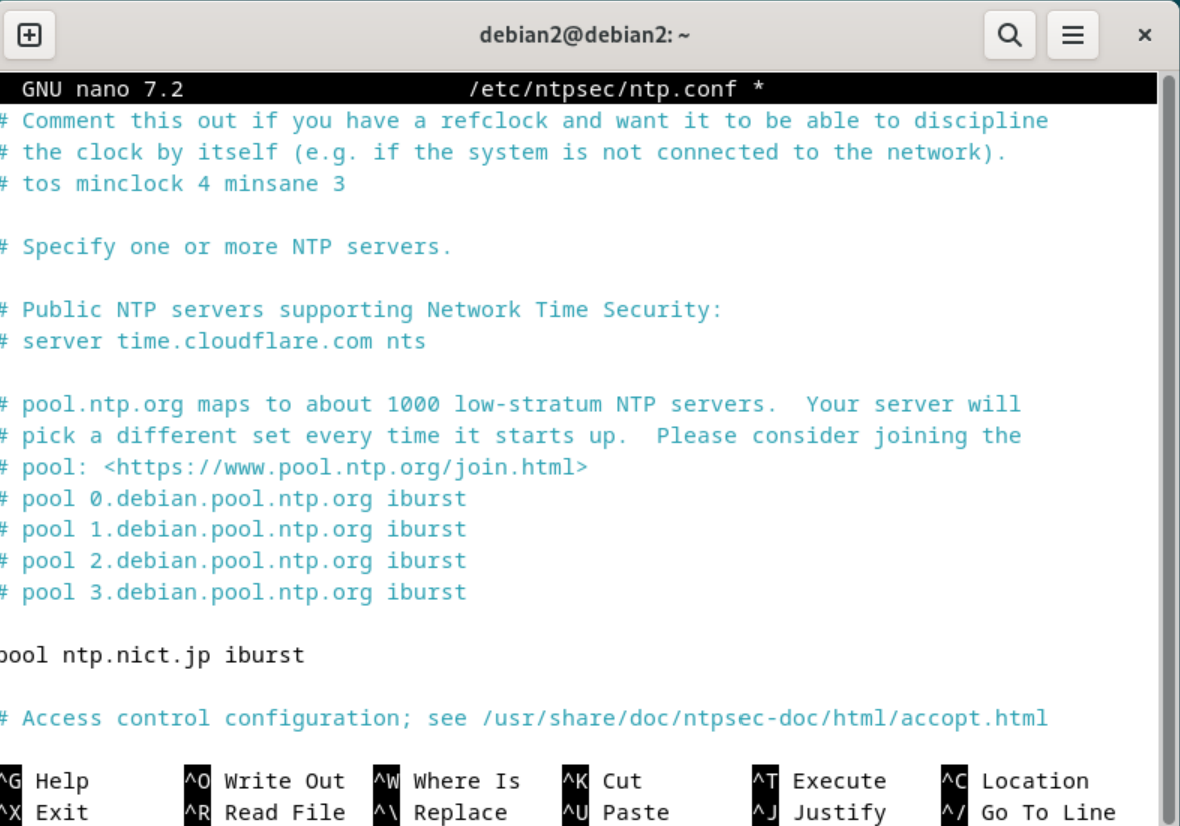 debian2@debian2: ~
GNU nano 7.2 /etc/ntpsec/ntp.conf *
# Comment this out if you have a refclock and want it to be able to discipline
# the clock by itself (e.g. if the system is not connected to the network).
# tos minclock 4 minsane 3
# Specify one or more NTP servers.
# Public NTP servers supporting Network Time Security:
# server time.cloudflare.com nts
# pool.ntp.org maps to about 1000 low-stratum NTP servers.  Your server will
# pick a different set every time it starts up.  Please consider joining the
# pool: <https://www.pool.ntp.org/join.html>
# pool 0.debian.pool.ntp.org iburst
# pool 1.debian.pool.ntp.org iburst
# pool 2.debian.pool.ntp.org iburst
# pool 3.debian.pool.ntp.org iburst
pool ntp.nict.jp iburst
# Access control configuration; see /usr/share/doc/ntpsec-doc/html/accopt.html
^G Help ^O Write Out ^W Where Is ^K Cut ^T Execute ^C Location
^X Exit ^R Read File ^\ Replace ^U Paste ^J Justify ^/ Go To Line